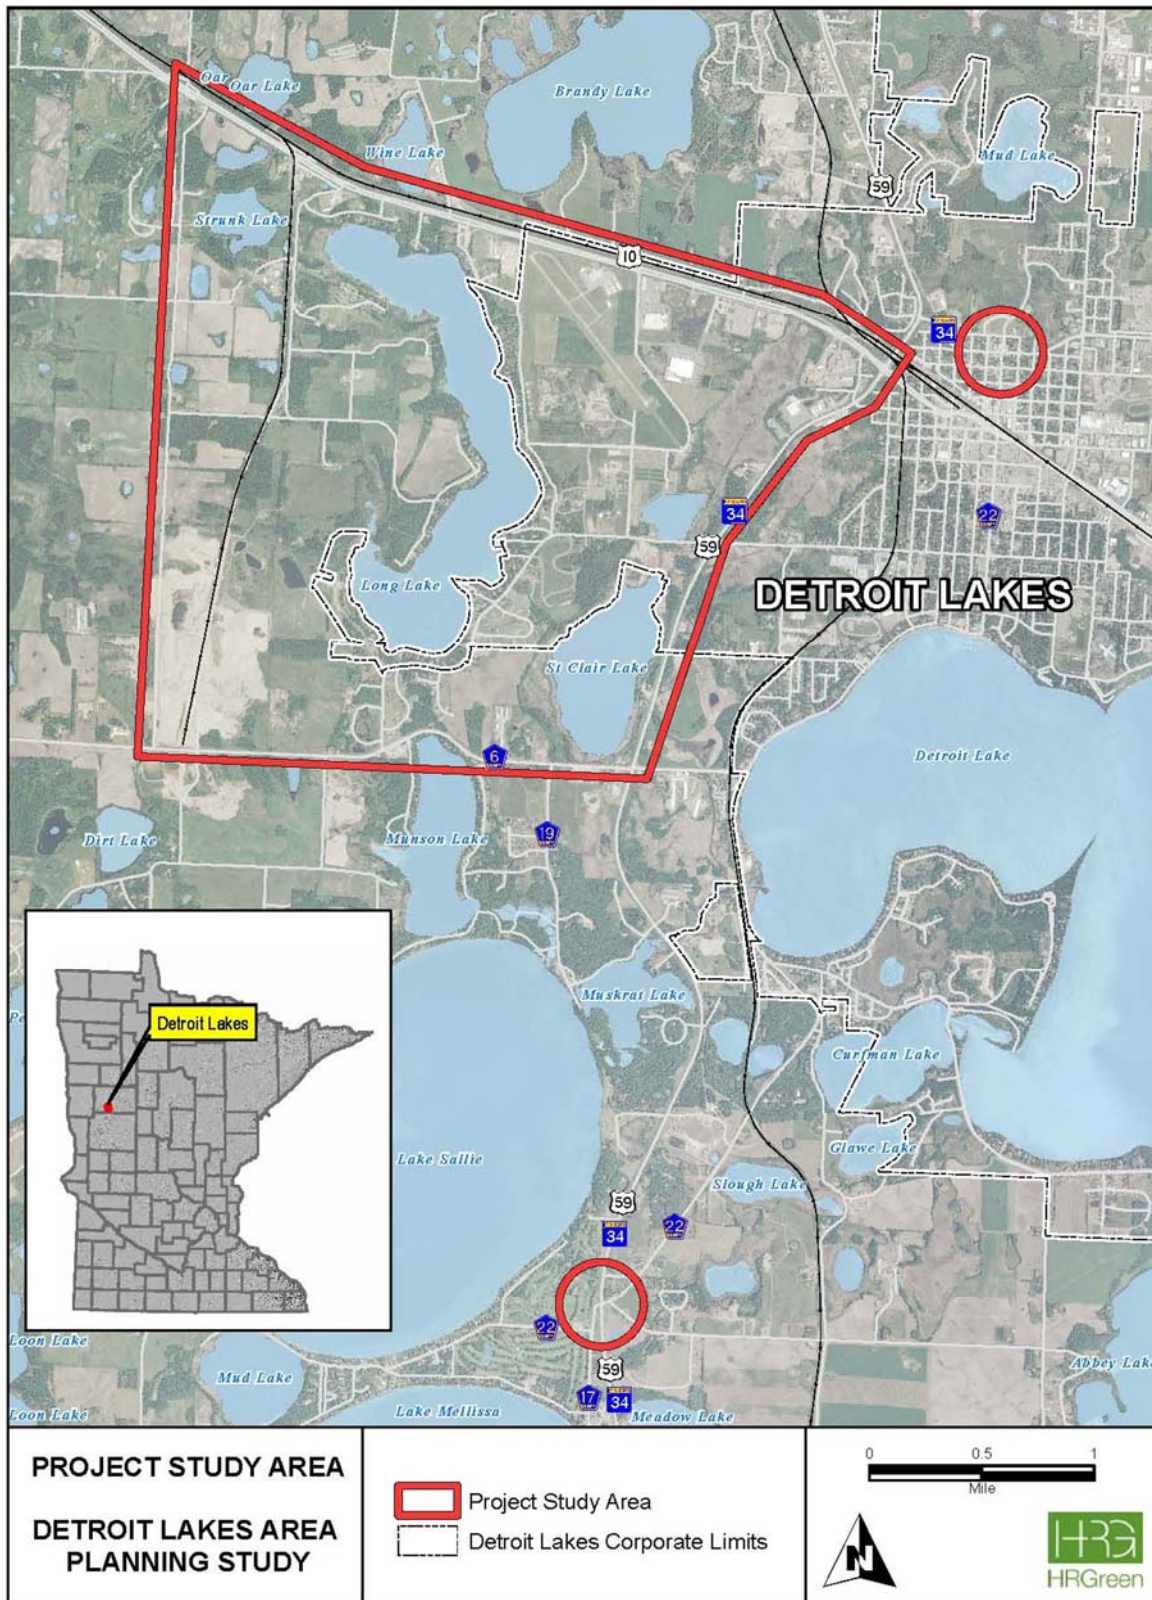 Oar
Oar Lake
Brandy Lake
Wine Lake
Mud Lake
59
Strunk Lake
10
34
34
22
59
Long Lake
DETROIT LAKES
St Clair Lake
Detroit Lake
6
19
Dirt Lake
Munson Lake
Muskrat Lake
Detroit Lakes
Curfman Lake
Glawe Lake
Lake Sallie
Slough Lake
59
34
22
22
Loon Lake
59
Abbey Lake
Mud Lake
17
34
Loon Lake
Lake Mellissa
Meadow Lake
PROJECT STUDY AREA
DETROIT LAKES AREA
PLANNING STUDY
Project Study Area
Detroit Lakes Corporate Limits
0 0.5 1
Mile
N
HRG
HRGreen